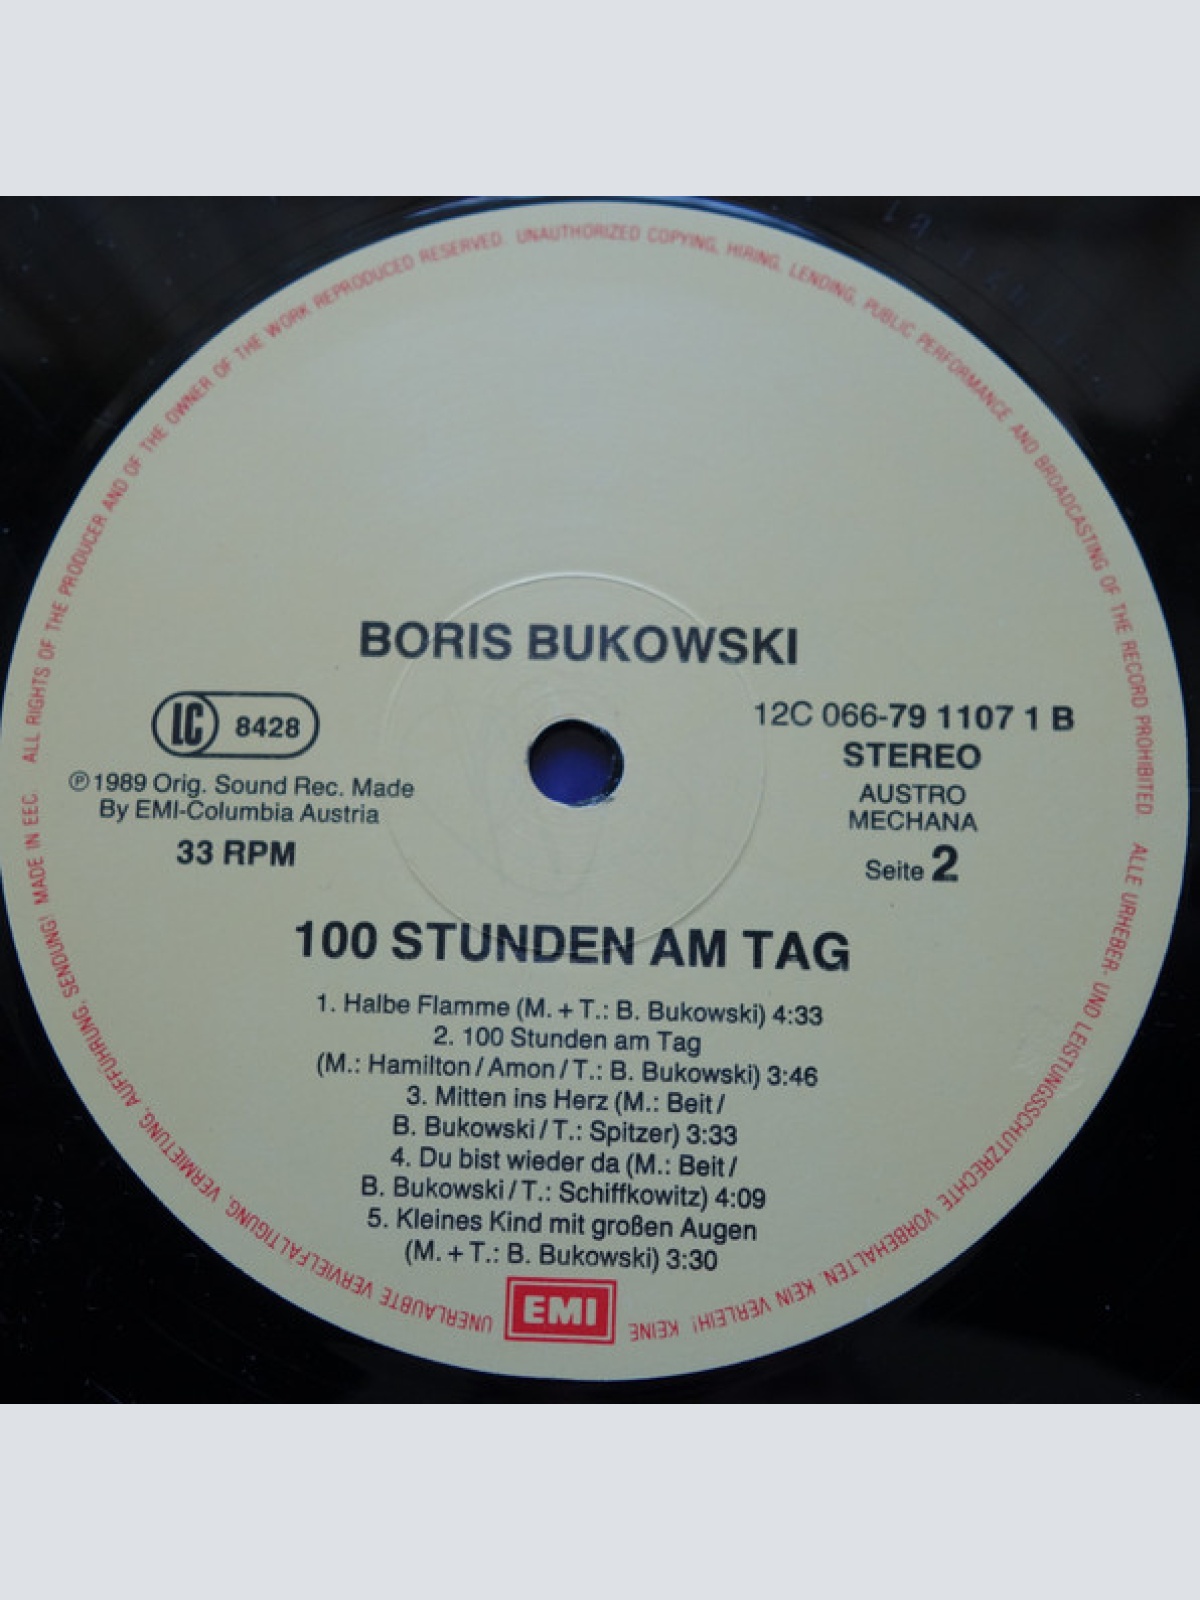 ALL RIGHTS OF THE PRODUCER AND OF THE OWNER OF THE WORK REPRODUCED RESERVED. UNAUTHORIZED COPYING, HIRING, LENDING, PUBLIC PERFORMANCE AND BROADCASTING OF THE RECORD PROHIBITED.
BORIS BUKOWSKI
LC 8428
℗ 1989 Orig. Sound Rec. Made
By EMI-Columbia Austria
33 RPM
12C 066-79 1107 1 B
STEREO
AUSTRO
MECHANA
Seite 2
100 STUNDEN AM TAG
1. Halbe Flamme (M. + T.: B. Bukowski) 4:33
2. 100 Stunden am Tag
(M.: Hamilton / Amon / T.: B. Bukowski) 3:46
3. Mitten ins Herz (M.: Beit /
B. Bukowski / T.: Spitzer) 3:33
4. Du bist wieder da (M.: Beit /
B. Bukowski / T.: Schiffkowitz) 4:09
5. Kleines Kind mit großen Augen
(M. + T.: B. Bukowski) 3:30
EMI
ALLE URHEBER- UND LEISTUNGSSCHUTZRECHTE VORBEHALTEN. KEIN VERLEIH! KEINE UNERLAUBTE VERVIELFÄLTIGUNG, VERMIETUNG, AUFFÜHRUNG, SENDUNG! MADE IN EEC.